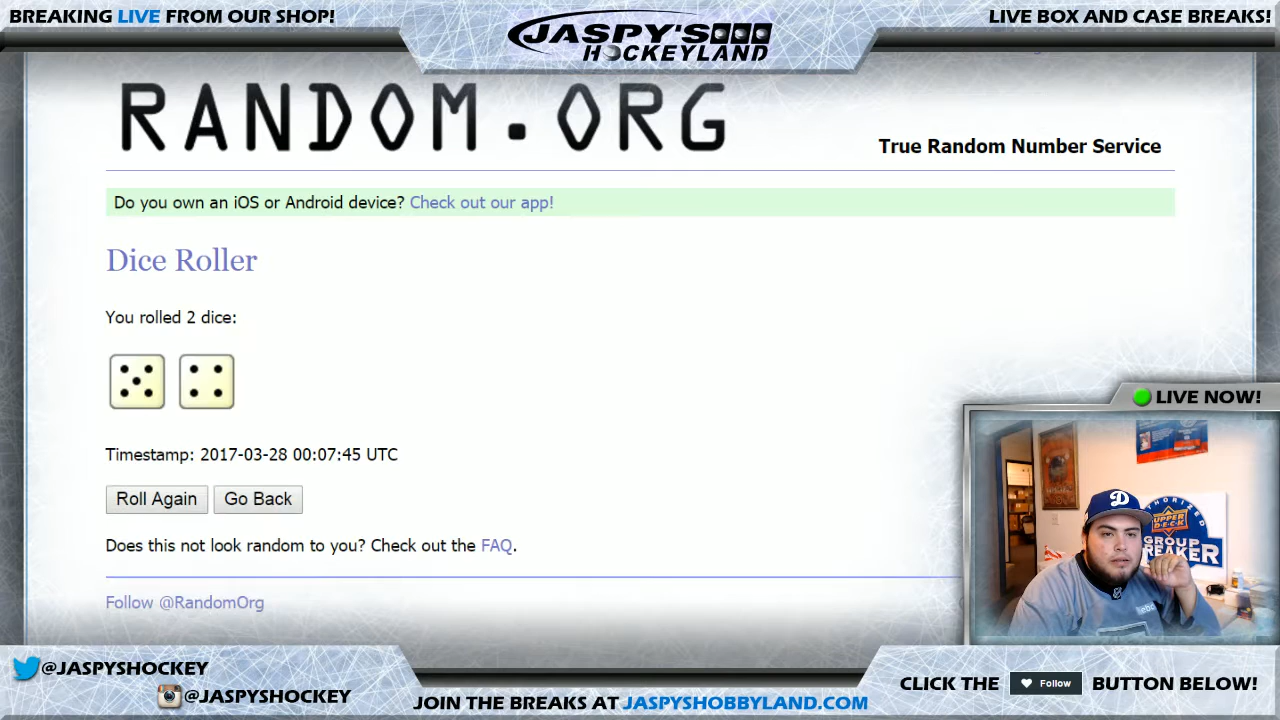 BREAKING LIVE FROM OUR SHOP!
JASPY'S
HOCKEYLAND
LIVE BOX AND CASE BREAKS!
RANDOM.ORG
True Random Number Service
Do you own an iOS or Android device? Check out our app!
Dice Roller
You rolled 2 dice:
Timestamp: 2017-03-28 00:07:45 UTC
Roll Again
Go Back
Does this not look random to you? Check out the FAQ.
Follow @RandomOrg
LIVE NOW!
D
AUTHORIZED
UPPER DECK
GROUP
BREAKER
@JASPYSHOCKEY
@JASPYSHOCKEY
JOIN THE BREAKS AT JASPYSHOBBYLAND.COM
CLICK THE Follow BUTTON BELOW!